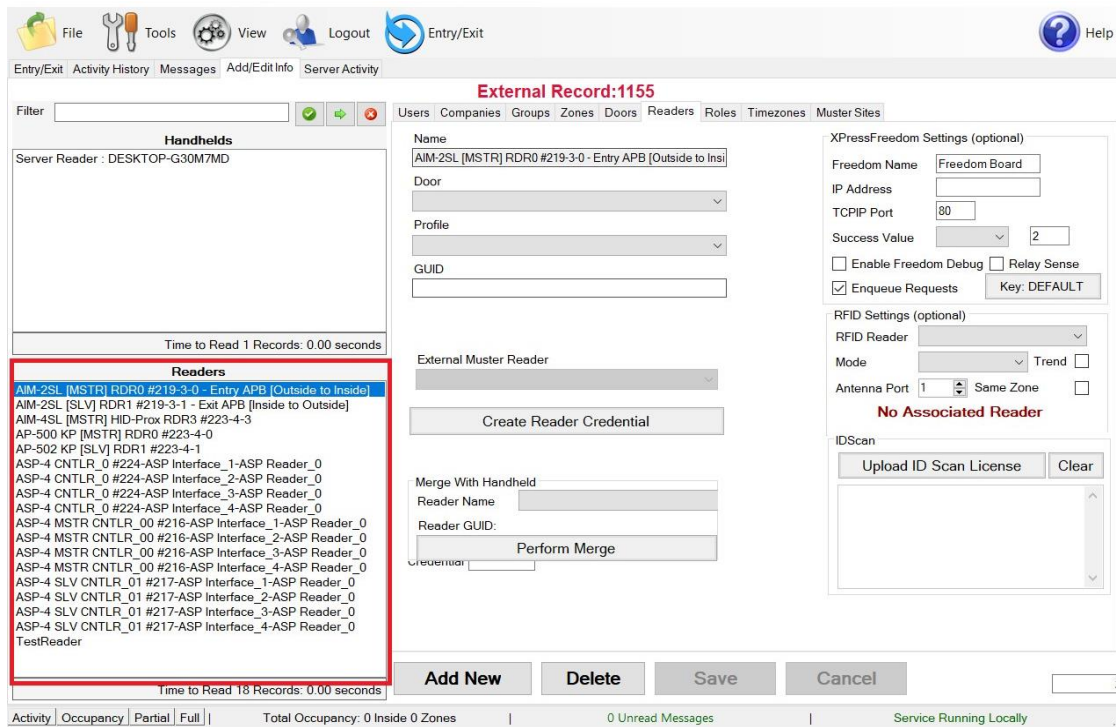 File Tools View Logout Entry/Exit Help
Entry/Exit Activity History Messages Add/Edit Info Server Activity
External Record:1155
Filter
Users Companies Groups Zones Doors Readers Roles Timezones Muster Sites
Handhelds
Server Reader : DESKTOP-G30M7MD
Time to Read 1 Records: 0.00 seconds
Readers
AIM-2SL [MSTR] RDR0 #219-3-0 - Entry APB [Outside to Inside]
AIM-2SL [SLV] RDR1 #219-3-1 - Exit APB [Inside to Outside]
AIM-4SL [MSTR] HID-Prox RDR3 #223-4-3
AP-500 KP [MSTR] RDR0 #223-4-0
AP-502 KP [SLV] RDR1 #223-4-1
ASP-4 CNTLR_0 #224-ASP Interface_1-ASP Reader_0
ASP-4 CNTLR_0 #224-ASP Interface_2-ASP Reader_0
ASP-4 CNTLR_0 #224-ASP Interface_3-ASP Reader_0
ASP-4 CNTLR_0 #224-ASP Interface_4-ASP Reader_0
ASP-4 MSTR CNTLR_00 #216-ASP Interface_1-ASP Reader_0
ASP-4 MSTR CNTLR_00 #216-ASP Interface_2-ASP Reader_0
ASP-4 MSTR CNTLR_00 #216-ASP Interface_3-ASP Reader_0
ASP-4 MSTR CNTLR_00 #216-ASP Interface_4-ASP Reader_0
ASP-4 SLV CNTLR_01 #217-ASP Interface_1-ASP Reader_0
ASP-4 SLV CNTLR_01 #217-ASP Interface_2-ASP Reader_0
ASP-4 SLV CNTLR_01 #217-ASP Interface_3-ASP Reader_0
ASP-4 SLV CNTLR_01 #217-ASP Interface_4-ASP Reader_0
TestReader
Time to Read 18 Records: 0.00 seconds
Name
AIM-2SL [MSTR] RDR0 #219-3-0 - Entry APB [Outside to Insi
Door
Profile
GUID
External Muster Reader
Create Reader Credential
Merge With Handheld
Reader Name
Reader GUID:
Perform Merge
Credential
XPressFreedom Settings (optional)
Freedom Name Freedom Board
IP Address
TCPIP Port 80
Success Value 2
Enable Freedom Debug Relay Sense
Enqueue Requests Key: DEFAULT
RFID Settings (optional)
RFID Reader
Mode Trend
Antenna Port 1 Same Zone
No Associated Reader
IDScan
Upload ID Scan License Clear
Add New Delete Save Cancel
Activity Occupancy Partial Full | Total Occupancy: 0 Inside 0 Zones | 0 Unread Messages | Service Running Locally